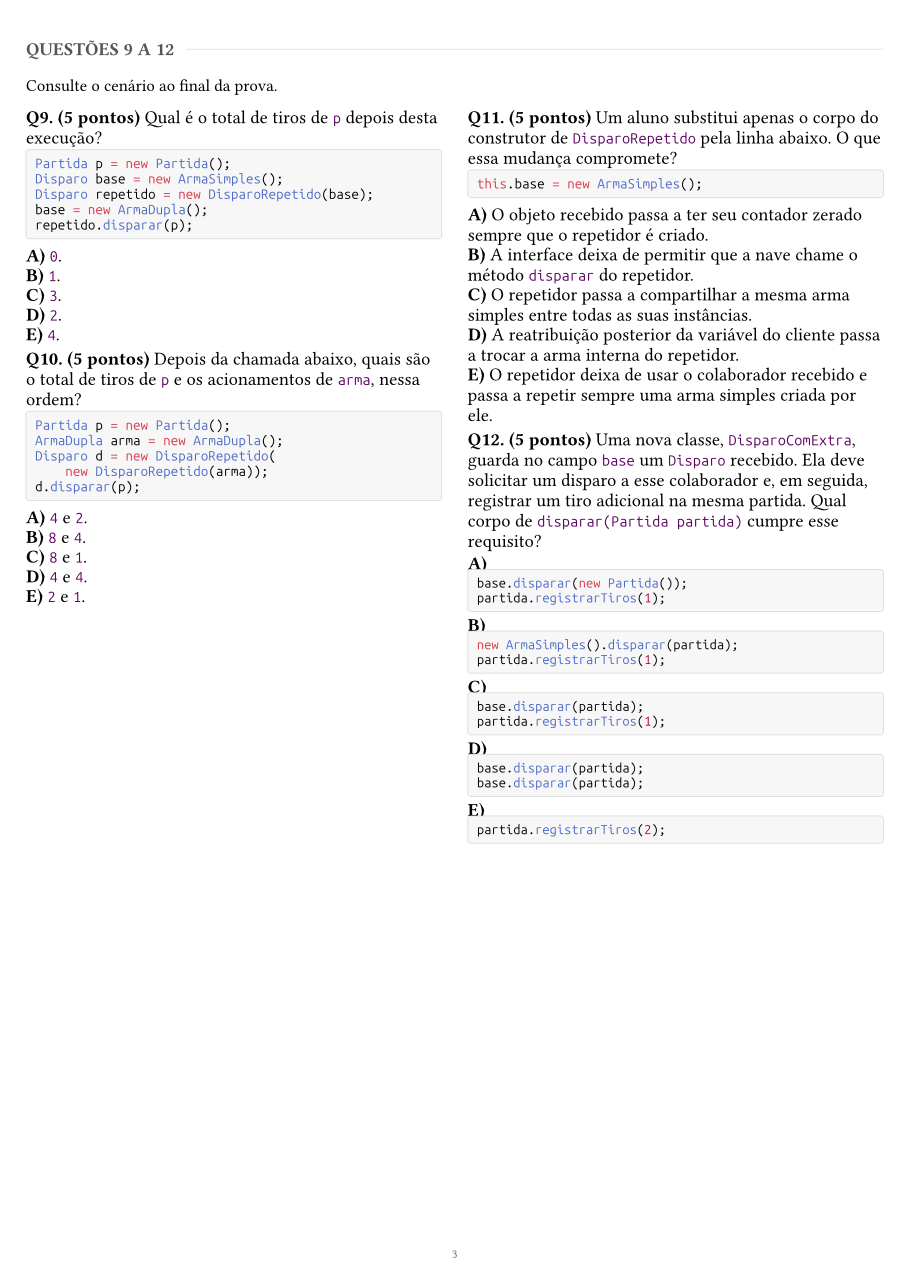 QUESTÕES 9 A 12
Consulte o cenário ao final da prova.
Q9. (5 pontos) Qual é o total de tiros de p depois desta
execução?
Partida p = new Partida();
Disparo base = new ArmaSimples();
Disparo repetido = new DisparoRepetido(base);
base = new ArmaDupla();
repetido.disparar(p);
A) 0.
B) 1.
C) 3.
D) 2.
E) 4.
Q10. (5 pontos) Depois da chamada abaixo, quais são
o total de tiros de p e os acionamentos de arma, nessa
ordem?
Partida p = new Partida();
ArmaDupla arma = new ArmaDupla();
Disparo d = new DisparoRepetido(
    new DisparoRepetido(arma));
d.disparar(p);
A) 4 e 2.
B) 8 e 4.
C) 8 e 1.
D) 4 e 4.
E) 2 e 1.
Q11. (5 pontos) Um aluno substitui apenas o corpo do
construtor de DisparoRepetido pela linha abaixo. O que
essa mudança compromete?
this.base = new ArmaSimples();
A) O objeto recebido passa a ter seu contador zerado
sempre que o repetidor é criado.
B) A interface deixa de permitir que a nave chame o
método disparar do repetidor.
C) O repetidor passa a compartilhar a mesma arma
simples entre todas as suas instâncias.
D) A reatribuição posterior da variável do cliente passa
a trocar a arma interna do repetidor.
E) O repetidor deixa de usar o colaborador recebido e
passa a repetir sempre uma arma simples criada por
ele.
Q12. (5 pontos) Uma nova classe, DisparoComExtra,
guarda no campo base um Disparo recebido. Ela deve
solicitar um disparo a esse colaborador e, em seguida,
registrar um tiro adicional na mesma partida. Qual
corpo de disparar(Partida partida) cumpre esse
requisito?
A)
base.disparar(new Partida());
partida.registrarTiros(1);
B)
new ArmaSimples().disparar(partida);
partida.registrarTiros(1);
C)
base.disparar(partida);
partida.registrarTiros(1);
D)
base.disparar(partida);
base.disparar(partida);
E)
partida.registrarTiros(2);
3